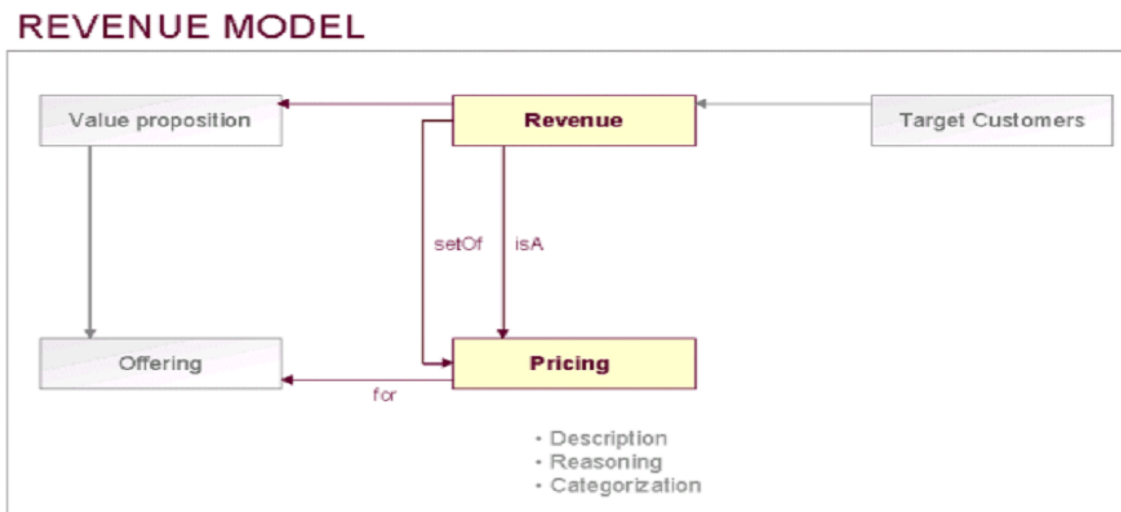 REVENUE MODEL
Value proposition
Revenue
Target Customers
setOf
isA
Offering
Pricing
for
• Description
• Reasoning
• Categorization